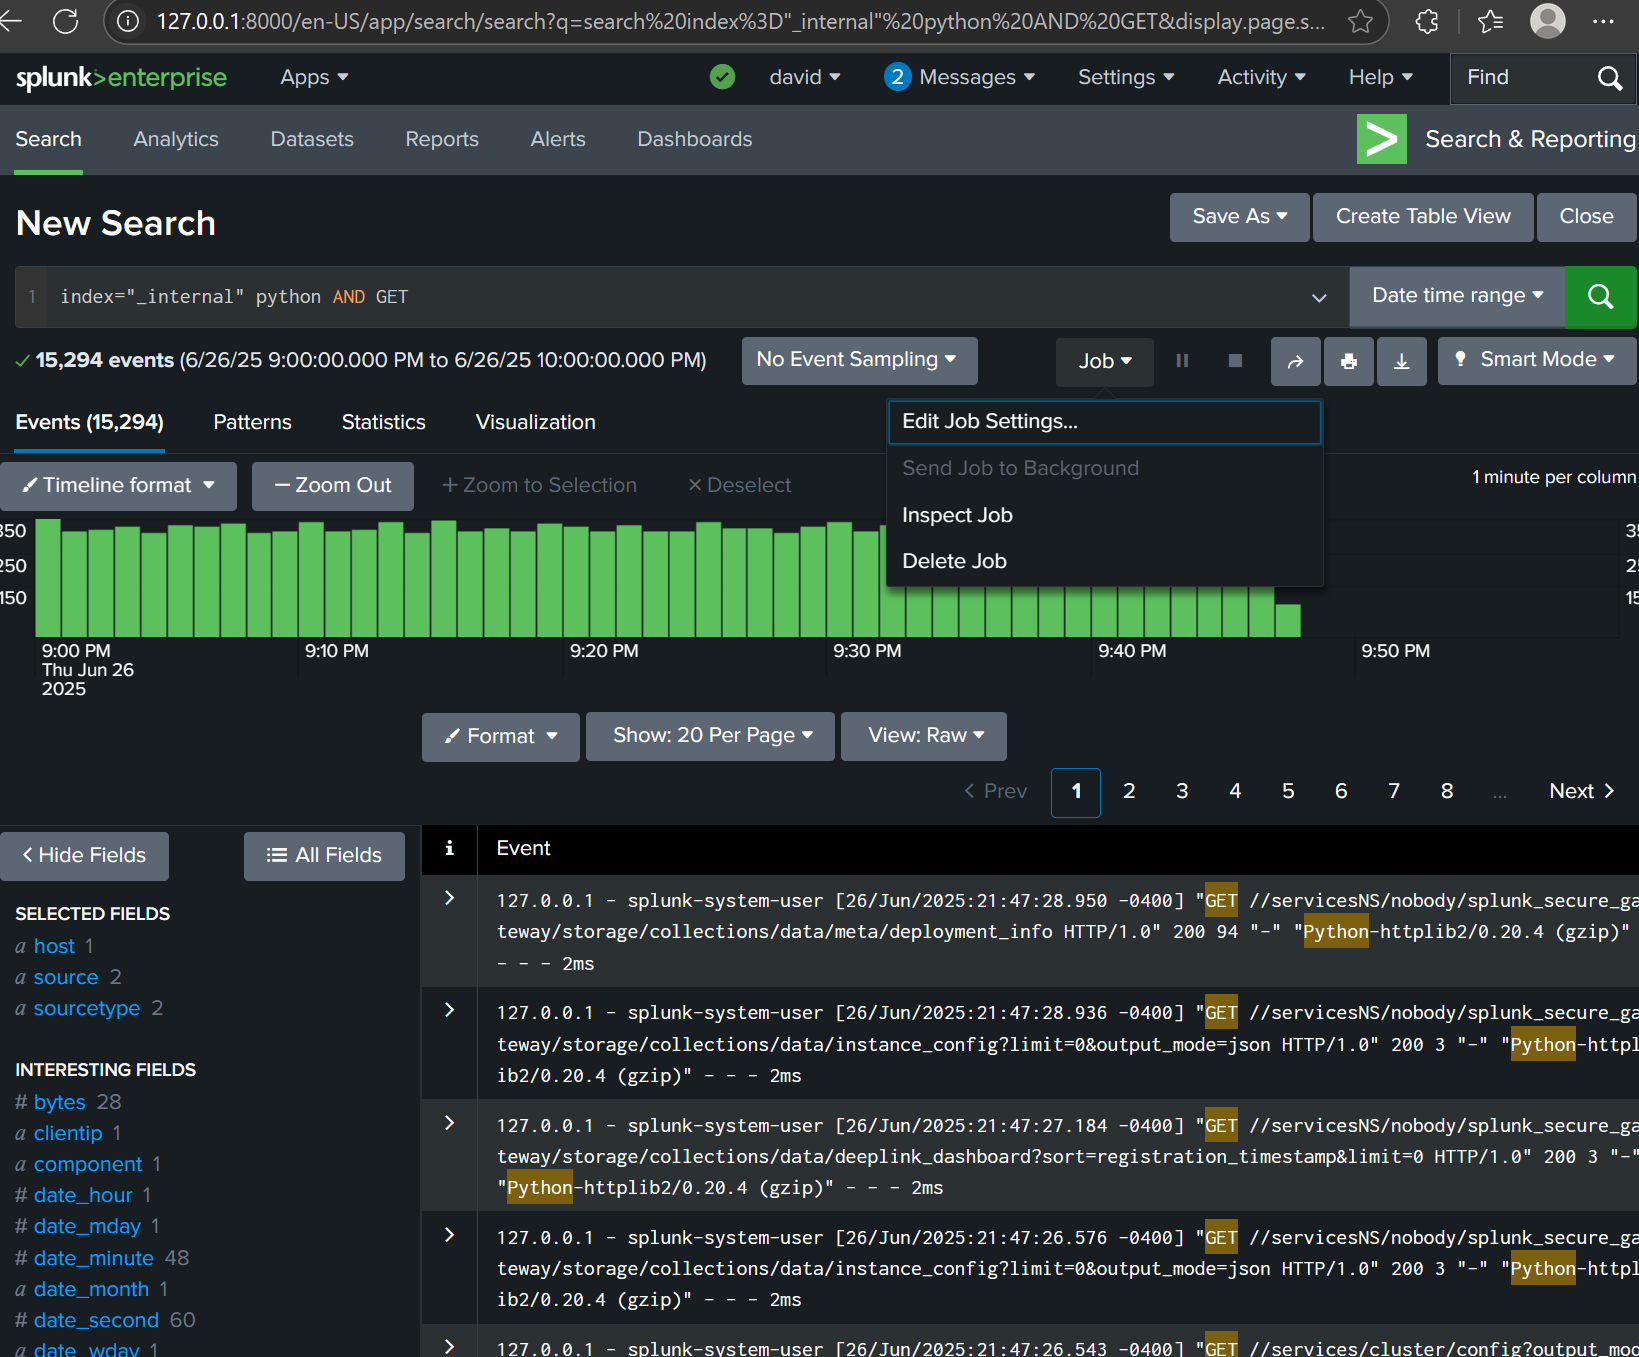 127.0.0.1:8000/en-US/app/search/search?q=search%20index%3D"_internal"%20python%20AND%20GET&display.page.s...
splunk>enterprise Apps david 2 Messages Settings Activity Help Find
Search Analytics Datasets Reports Alerts Dashboards Search & Reporting
New Search Save As Create Table View Close
1 index="_internal" python AND GET Date time range
15,294 events (6/26/25 9:00:00.000 PM to 6/26/25 10:00:00.000 PM) No Event Sampling Job Smart Mode
Events (15,294) Patterns Statistics Visualization
Edit Job Settings...
Send Job to Background
Inspect Job
Delete Job
Timeline format — Zoom Out + Zoom to Selection × Deselect 1 minute per column
350
250
150
9:00 PM 9:10 PM 9:20 PM 9:30 PM 9:40 PM 9:50 PM
Thu Jun 26
2025
Format Show: 20 Per Page View: Raw
< Prev 1 2 3 4 5 6 7 8 ... Next >
< Hide Fields All Fields
SELECTED FIELDS
a host 1
a source 2
a sourcetype 2
INTERESTING FIELDS
# bytes 28
a clientip 1
a component 1
# date_hour 1
# date_mday 1
# date_minute 48
a date_month 1
# date_second 60
a date_wday 1
i Event
> 127.0.0.1 - splunk-system-user [26/Jun/2025:21:47:28.950 -0400] "GET //servicesNS/nobody/splunk_secure_ga
teway/storage/collections/data/meta/deployment_info HTTP/1.0" 200 94 "-" "Python-httplib2/0.20.4 (gzip)"
- - - 2ms
> 127.0.0.1 - splunk-system-user [26/Jun/2025:21:47:28.936 -0400] "GET //servicesNS/nobody/splunk_secure_ga
teway/storage/collections/data/instance_config?limit=0&output_mode=json HTTP/1.0" 200 3 "-" "Python-httpl
ib2/0.20.4 (gzip)" - - - 2ms
> 127.0.0.1 - splunk-system-user [26/Jun/2025:21:47:27.184 -0400] "GET //servicesNS/nobody/splunk_secure_ga
teway/storage/collections/data/deeplink_dashboard?sort=registration_timestamp&limit=0 HTTP/1.0" 200 3 "-"
"Python-httplib2/0.20.4 (gzip)" - - - 2ms
> 127.0.0.1 - splunk-system-user [26/Jun/2025:21:47:26.576 -0400] "GET //servicesNS/nobody/splunk_secure_ga
teway/storage/collections/data/instance_config?limit=0&output_mode=json HTTP/1.0" 200 3 "-" "Python-httpl
ib2/0.20.4 (gzip)" - - - 2ms
> 127.0.0.1 - splunk-system-user [26/Jun/2025:21:47:26.543 -0400] "GET //services/cluster/config?output_mod